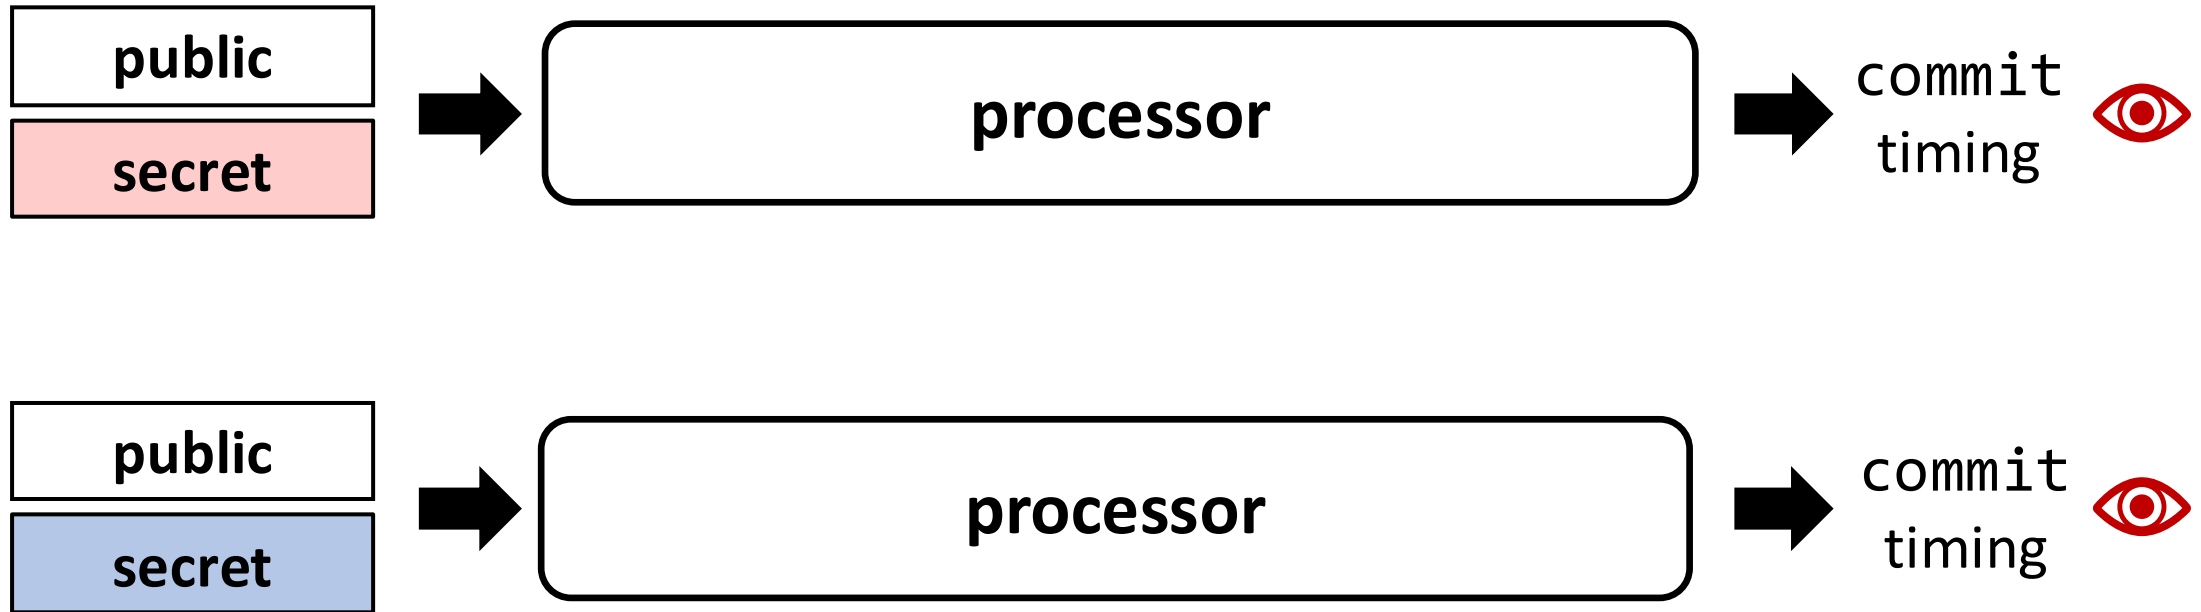 public
secret
processor
commit
timing
public
secret
processor
commit
timing